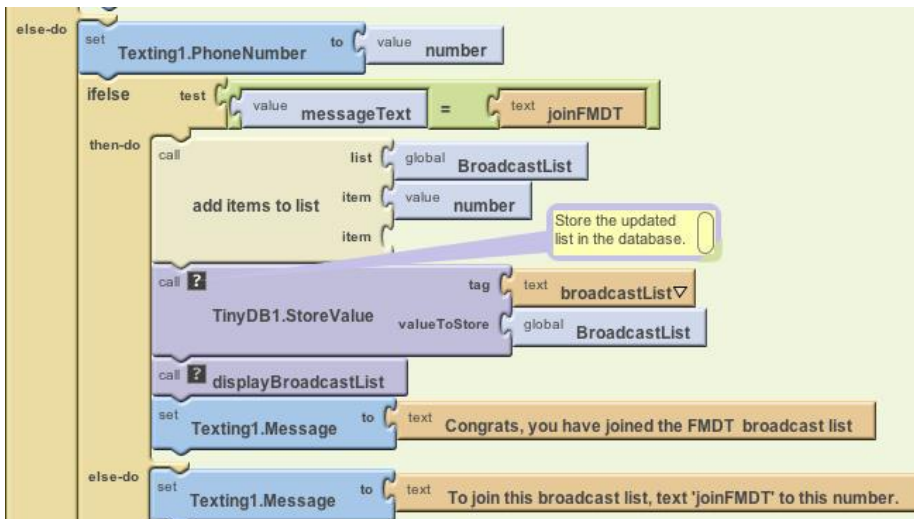 else-do
set Texting1.PhoneNumber to value number
ifelse test value messageText = text joinFMDT
then-do
call add items to list list global BroadcastList
item value number
item
Store the updated
list in the database.
call ? TinyDB1.StoreValue tag text broadcastList
valueToStore global BroadcastList
call ? displayBroadcastList
set Texting1.Message to text Congrats, you have joined the FMDT broadcast list
else-do
set Texting1.Message to text To join this broadcast list, text 'joinFMDT' to this number.